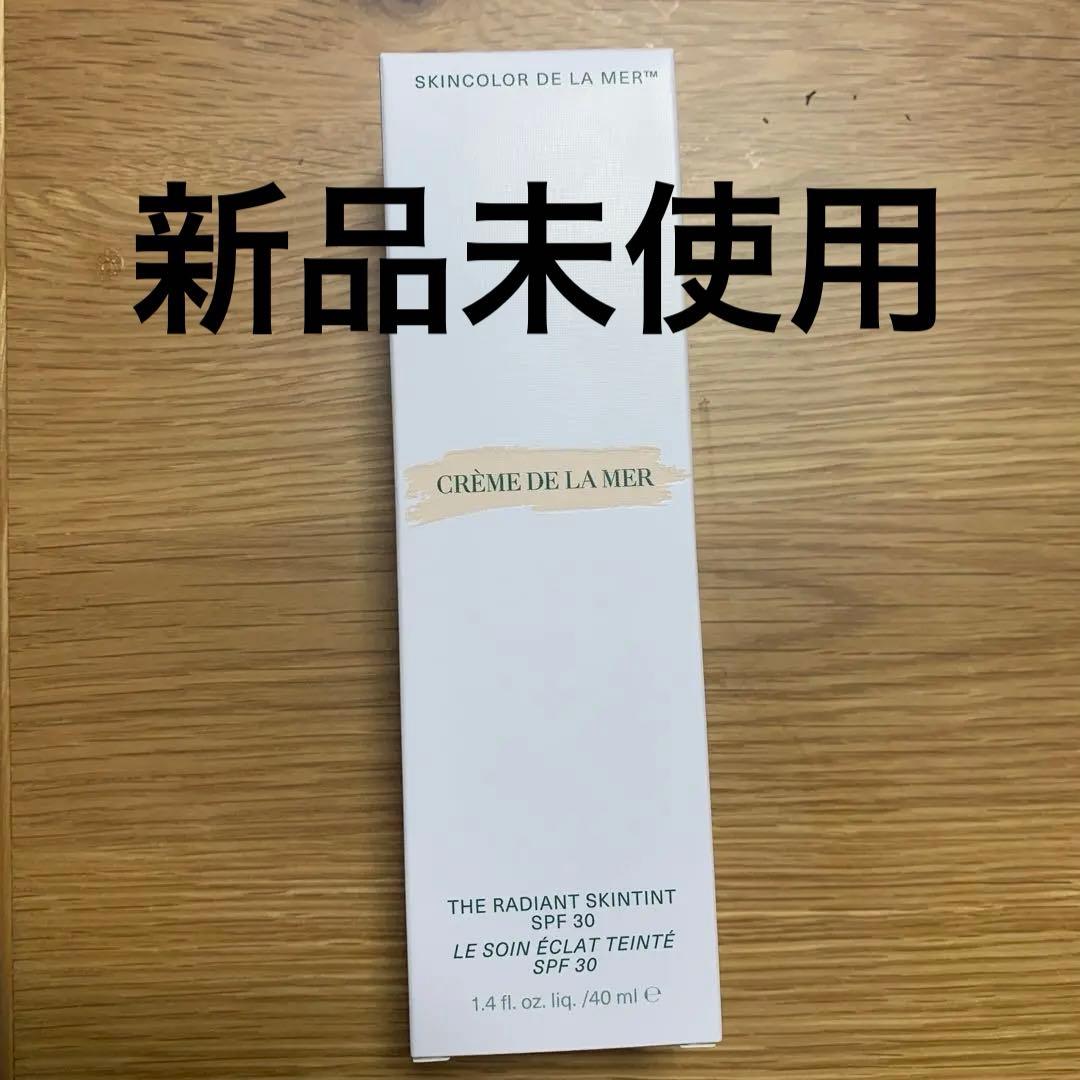 SKINCOLOR DE LA MER™
新品未使用
CRÈME DE LA MER
THE RADIANT SKINTINT
SPF 30
LE SOIN ÉCLAT TEINTÉ
SPF 30
1.4 fl. oz. liq. /40 ml ℮